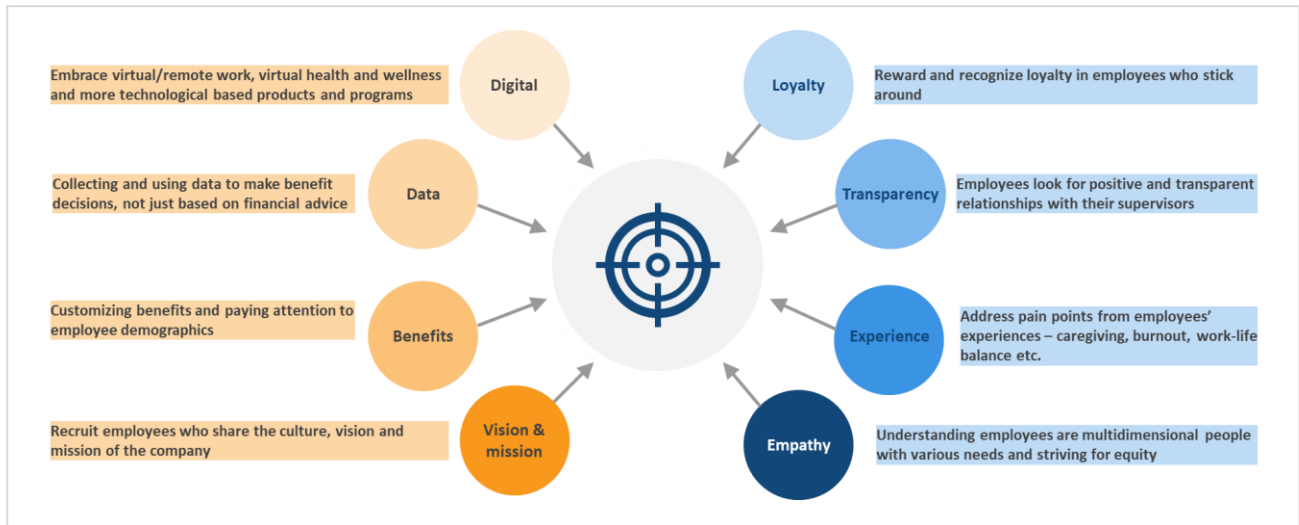 Embrace virtual/remote work, virtual health and wellness
and more technological based products and programs
Digital
Collecting and using data to make benefit
decisions, not just based on financial advice
Data
Customizing benefits and paying attention to
employee demographics
Benefits
Recruit employees who share the culture, vision and
mission of the company
Vision &
mission
Loyalty
Reward and recognize loyalty in employees who stick
around
Transparency
Employees look for positive and transparent
relationships with their supervisors
Experience
Address pain points from employees’
experiences – caregiving, burnout, work-life
balance etc.
Empathy
Understanding employees are multidimensional people
with various needs and striving for equity